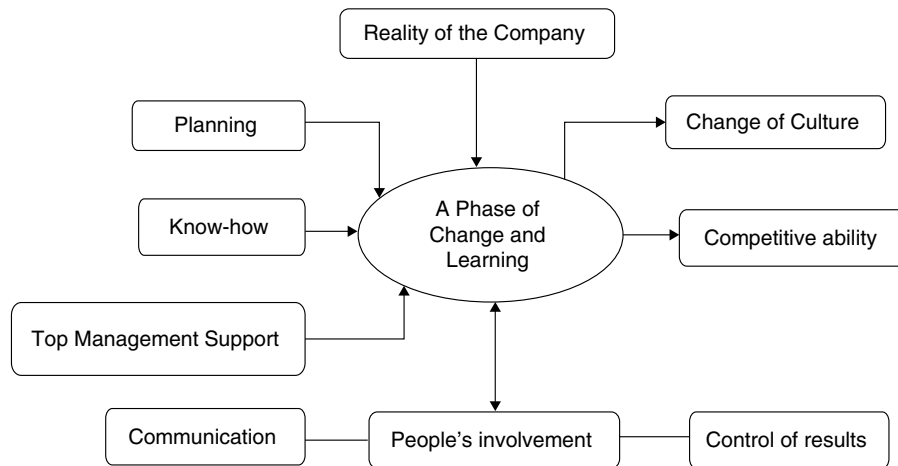 Reality of the Company
Planning
Change of Culture
Know-how
A Phase of
Change and
Learning
Competitive ability
Top Management Support
Communication
People’s involvement
Control of results